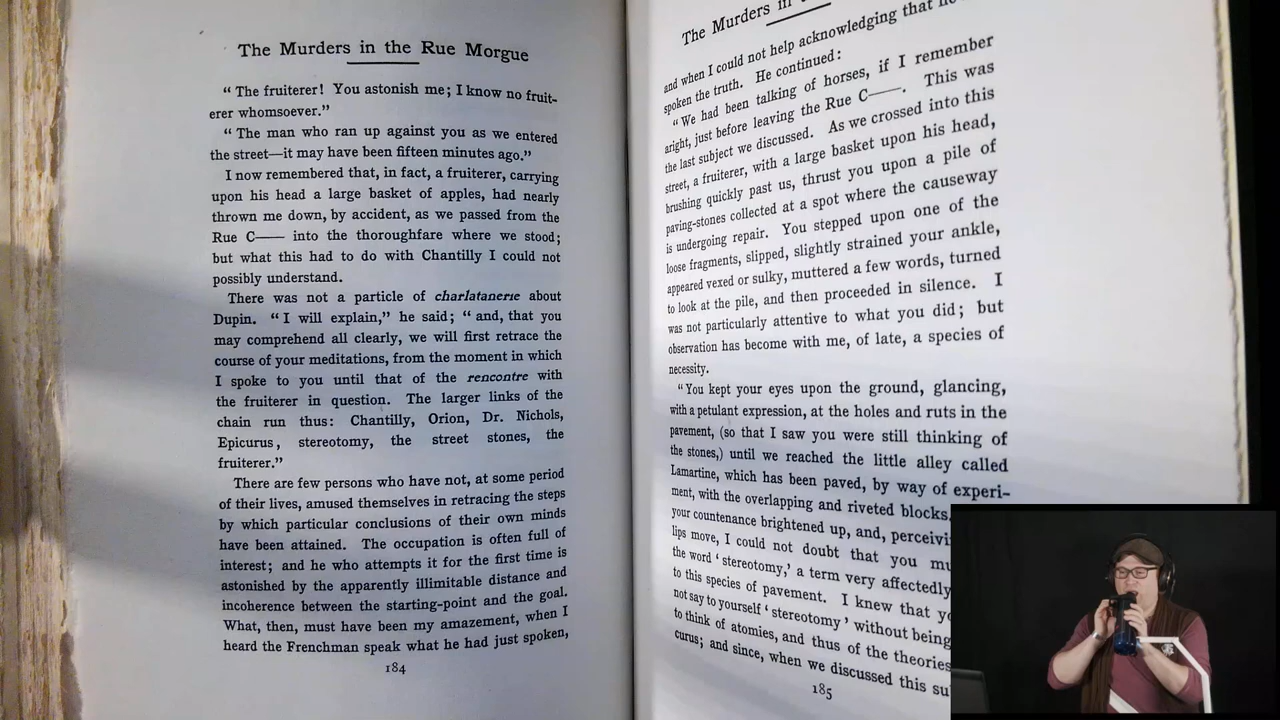 The Murders in the Rue Morgue
“ The fruiterer! You astonish me; I know no fruit-
erer whomsoever.”
“ The man who ran up against you as we entered
the street—it may have been fifteen minutes ago.”
I now remembered that, in fact, a fruiterer, carrying
upon his head a large basket of apples, had nearly
thrown me down, by accident, as we passed from the
Rue C—— into the thoroughfare where we stood;
but what this had to do with Chantilly I could not
possibly understand.
There was not a particle of charlatanerie about
Dupin. “ I will explain,” he said; “ and, that you
may comprehend all clearly, we will first retrace the
course of your meditations, from the moment in which
I spoke to you until that of the rencontre with
the fruiterer in question. The larger links of the
chain run thus: Chantilly, Orion, Dr. Nichols,
Epicurus, stereotomy, the street stones, the
fruiterer.”
There are few persons who have not, at some period
of their lives, amused themselves in retracing the steps
by which particular conclusions of their own minds
have been attained. The occupation is often full of
interest; and he who attempts it for the first time is
astonished by the apparently illimitable distance and
incoherence between the starting-point and the goal.
What, then, must have been my amazement, when I
heard the Frenchman speak what he had just spoken,
184
The Murders in
and when I could not help acknowledging that he
spoken the truth. He continued:
“ We had been talking of horses, if I remember
aright, just before leaving the Rue C——. This was
the last subject we discussed. As we crossed into this
street, a fruiterer, with a large basket upon his head,
brushing quickly past us, thrust you upon a pile of
paving-stones collected at a spot where the causeway
is undergoing repair. You stepped upon one of the
loose fragments, slipped, slightly strained your ankle,
appeared vexed or sulky, muttered a few words, turned
to look at the pile, and then proceeded in silence. I
was not particularly attentive to what you did; but
observation has become with me, of late, a species of
necessity.
“ You kept your eyes upon the ground, glancing,
with a petulant expression, at the holes and ruts in the
pavement, (so that I saw you were still thinking of
the stones,) until we reached the little alley called
Lamartine, which has been paved, by way of experi-
ment, with the overlapping and riveted blocks.
your countenance brightened up, and, perceivi
lips move, I could not doubt that you mu
the word ‘ stereotomy,’ a term very affectedly
to this species of pavement. I knew that yo
not say to yourself ‘ stereotomy ’ without being
to think of atomies, and thus of the theories
curus; and since, when we discussed this su
185